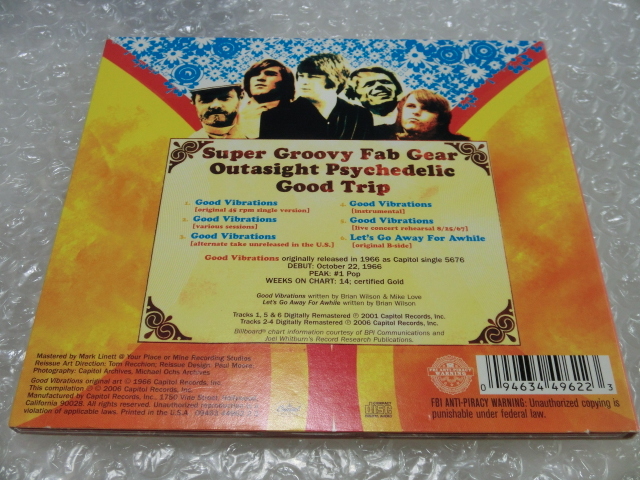 Super Groovy Fab Gear
Outasight Psychedelic
Good Trip
1. Good Vibrations
[original 45 rpm single version]
2. Good Vibrations
[various sessions]
3. Good Vibrations
[alternate take unreleased in the U.S.]
4. Good Vibrations
[instrumental]
5. Good Vibrations
[live concert rehearsal 8/25/67]
6. Let's Go Away For Awhile
[original B-side]
Good Vibrations originally released in 1966 as Capitol single 5676
DEBUT: October 22, 1966
PEAK: #1 Pop
WEEKS ON CHART: 14; certified Gold
Good Vibrations written by Brian Wilson & Mike Love
Let's Go Away For Awhile written by Brian Wilson
Tracks 1, 5 & 6 Digitally Remastered ℗ 2001 Capitol Records, Inc.
Tracks 2-4 Digitally Remastered ℗ 2006 Capitol Records, Inc.
Billboard® chart information courtesy of BPI Communications and
Joel Whitburn's Record Research Publications.
Mastered by Mark Linett @ Your Place or Mine Recording Studios
Reissue Art Direction: Tom Recchion; Reissue Design: Paul Moore;
Photography: Capitol Archives, Michael Ochs Archives
Good Vibrations original art ℗ 1966 Capitol Records, Inc.
This compilation ℗ © 2006 Capitol Records, Inc.
Manufactured by Capitol Records, Inc., 1750 Vine Street, Hollywood,
California 90028. All rights reserved. Unauthorized reproduction is a
violation of applicable laws. Printed in the U.S.A.
COMPACT
disc
DIGITAL AUDIO
FBI ANTI-PIRACY
WARNING
0 94634 49622 3
FBI ANTI-PIRACY WARNING: Unauthorized copying is
punishable under federal law.